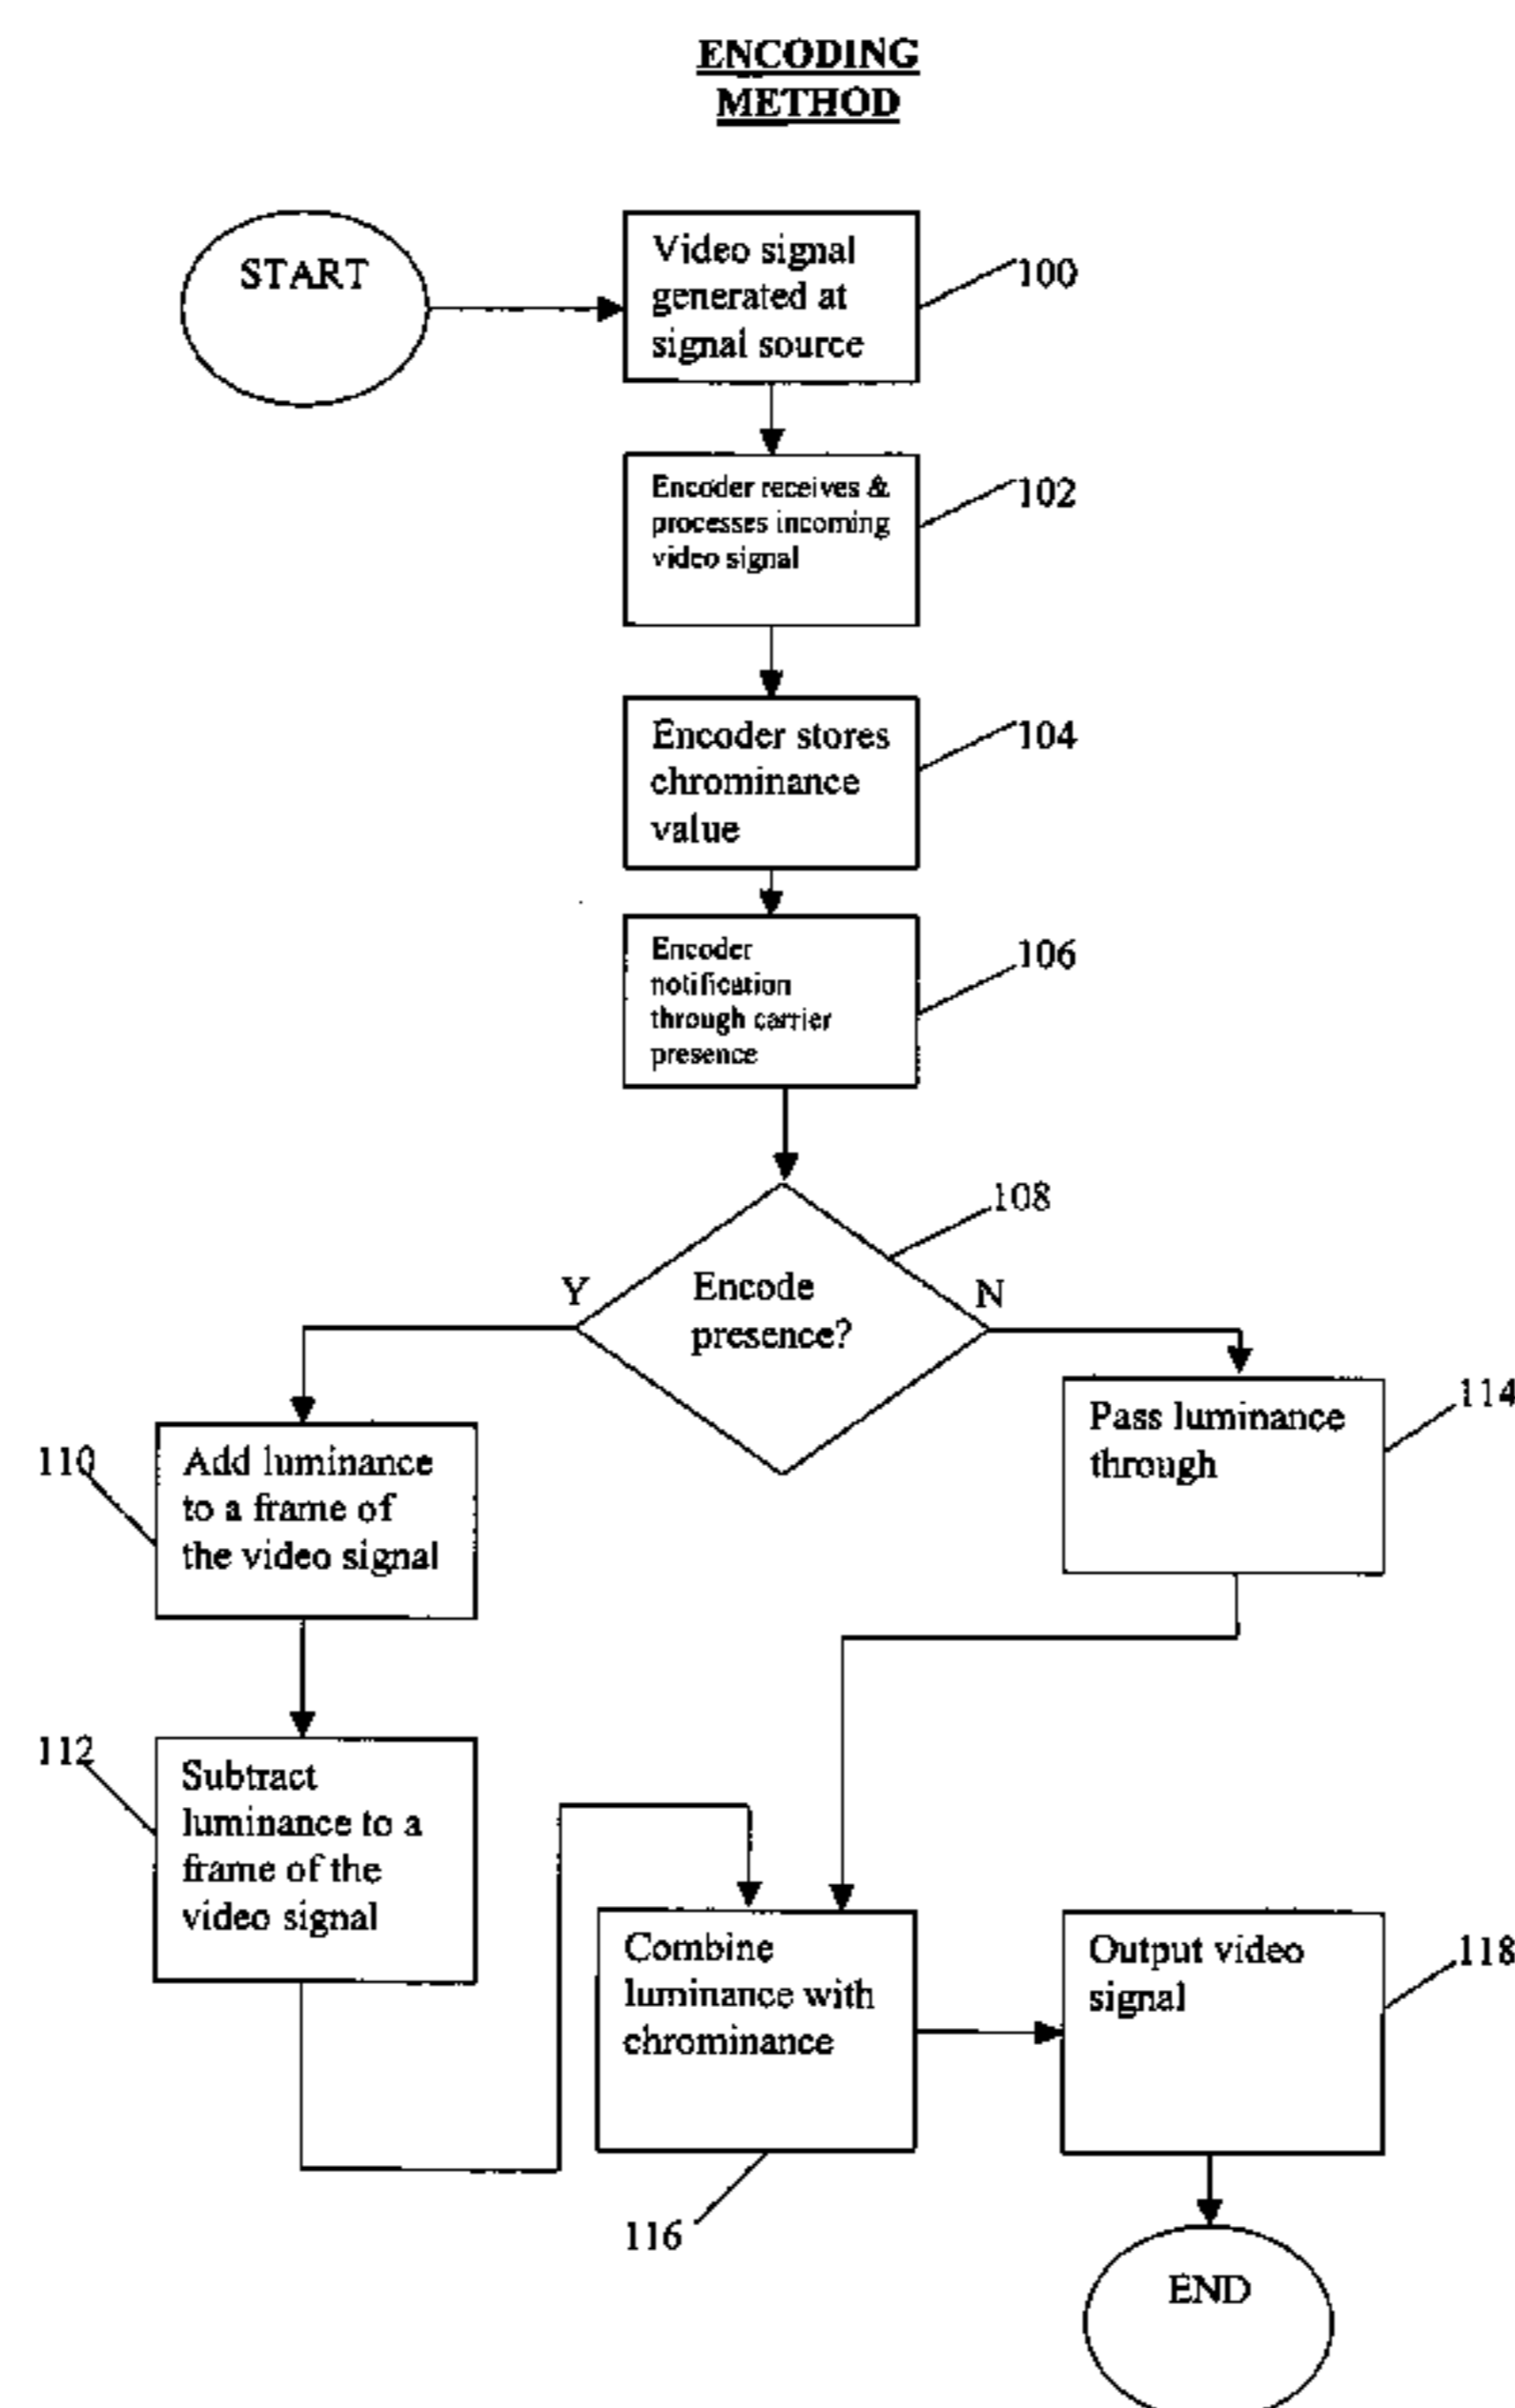 ENCODING
METHOD
START
Video signal
generated at
signal source
100
Encoder receives &
processes incoming
video signal
102
Encoder stores
chrominance
value
104
Encoder
notification
through carrier
presence
106
108
Y
Encode
presence?
N
110
Add luminance
to a frame of
the video signal
Pass luminance
through
114
112
Subtract
luminance to a
frame of the
video signal
Combine
luminance with
chrominance
116
Output video
signal
118
END